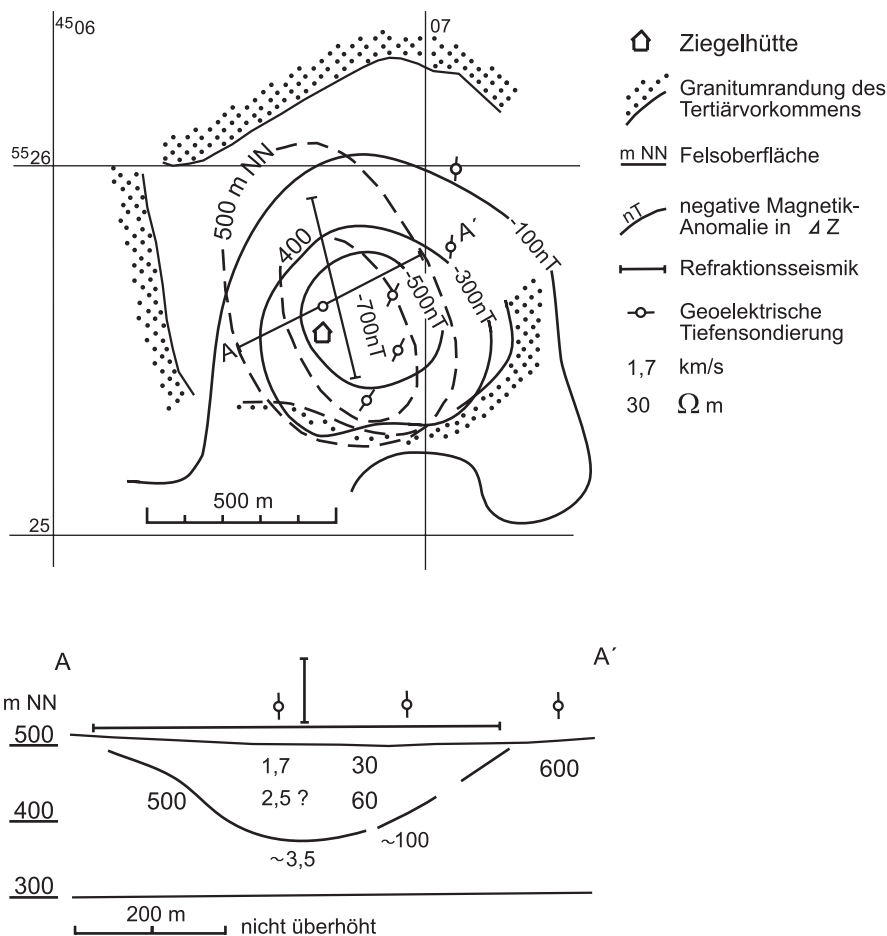 4506
07
5526
25
500 m NN
400
-100nT
-300nT
-500nT
-700nT
A
A´
500 m
Ziegelhütte
Granitumrandung des
Tertiärvorkommens
m NN Felsoberfläche
nT negative Magnetik-
Anomalie in ⊿ Z
Refraktionsseismik
Geoelektrische
Tiefensondierung
1,7 km/s
30 Ω m
A
A´
m NN
500
400
300
1,7 30
600
500
2,5 ? 60
~100
~3,5
200 m
nicht überhöht